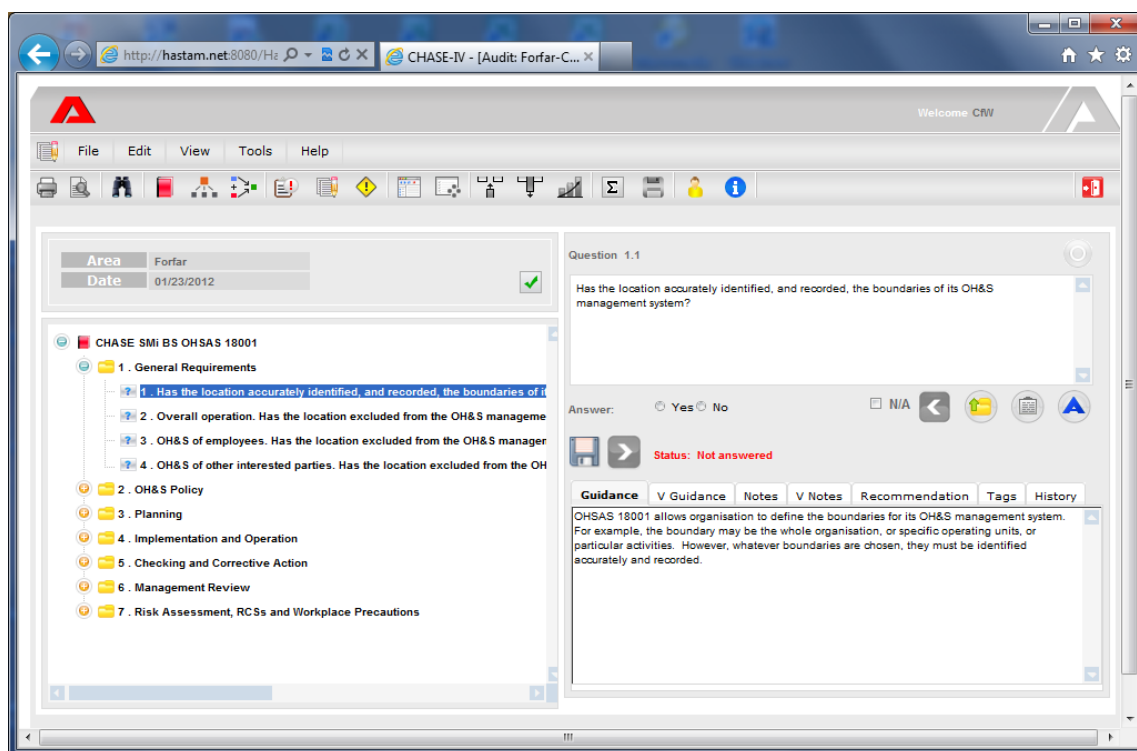 http://hastam.net:8080/Ha
CHASE-IV - [Audit: Forfar-C...
Welcome CfW
File Edit View Tools Help
Area Forfar
Date 01/23/2012
CHASE SMi BS OHSAS 18001
1 . General Requirements
1 . Has the location accurately identified, and recorded, the boundaries of it
2 . Overall operation. Has the location excluded from the OH&S manageme
3 . OH&S of employees. Has the location excluded from the OH&S managen
4 . OH&S of other interested parties. Has the location excluded from the OH
2 . OH&S Policy
3 . Planning
4 . Implementation and Operation
5 . Checking and Corrective Action
6 . Management Review
7 . Risk Assessment, RCSs and Workplace Precautions
Question 1.1
Has the location accurately identified, and recorded, the boundaries of its OH&S
management system?
Answer: Yes No N/A
Status: Not answered
Guidance V Guidance Notes V Notes Recommendation Tags History
OHSAS 18001 allows organisation to define the boundaries for its OH&S management system.
For example, the boundary may be the whole organisation, or specific operating units, or
particular activities. However, whatever boundaries are chosen, they must be identified
accurately and recorded.